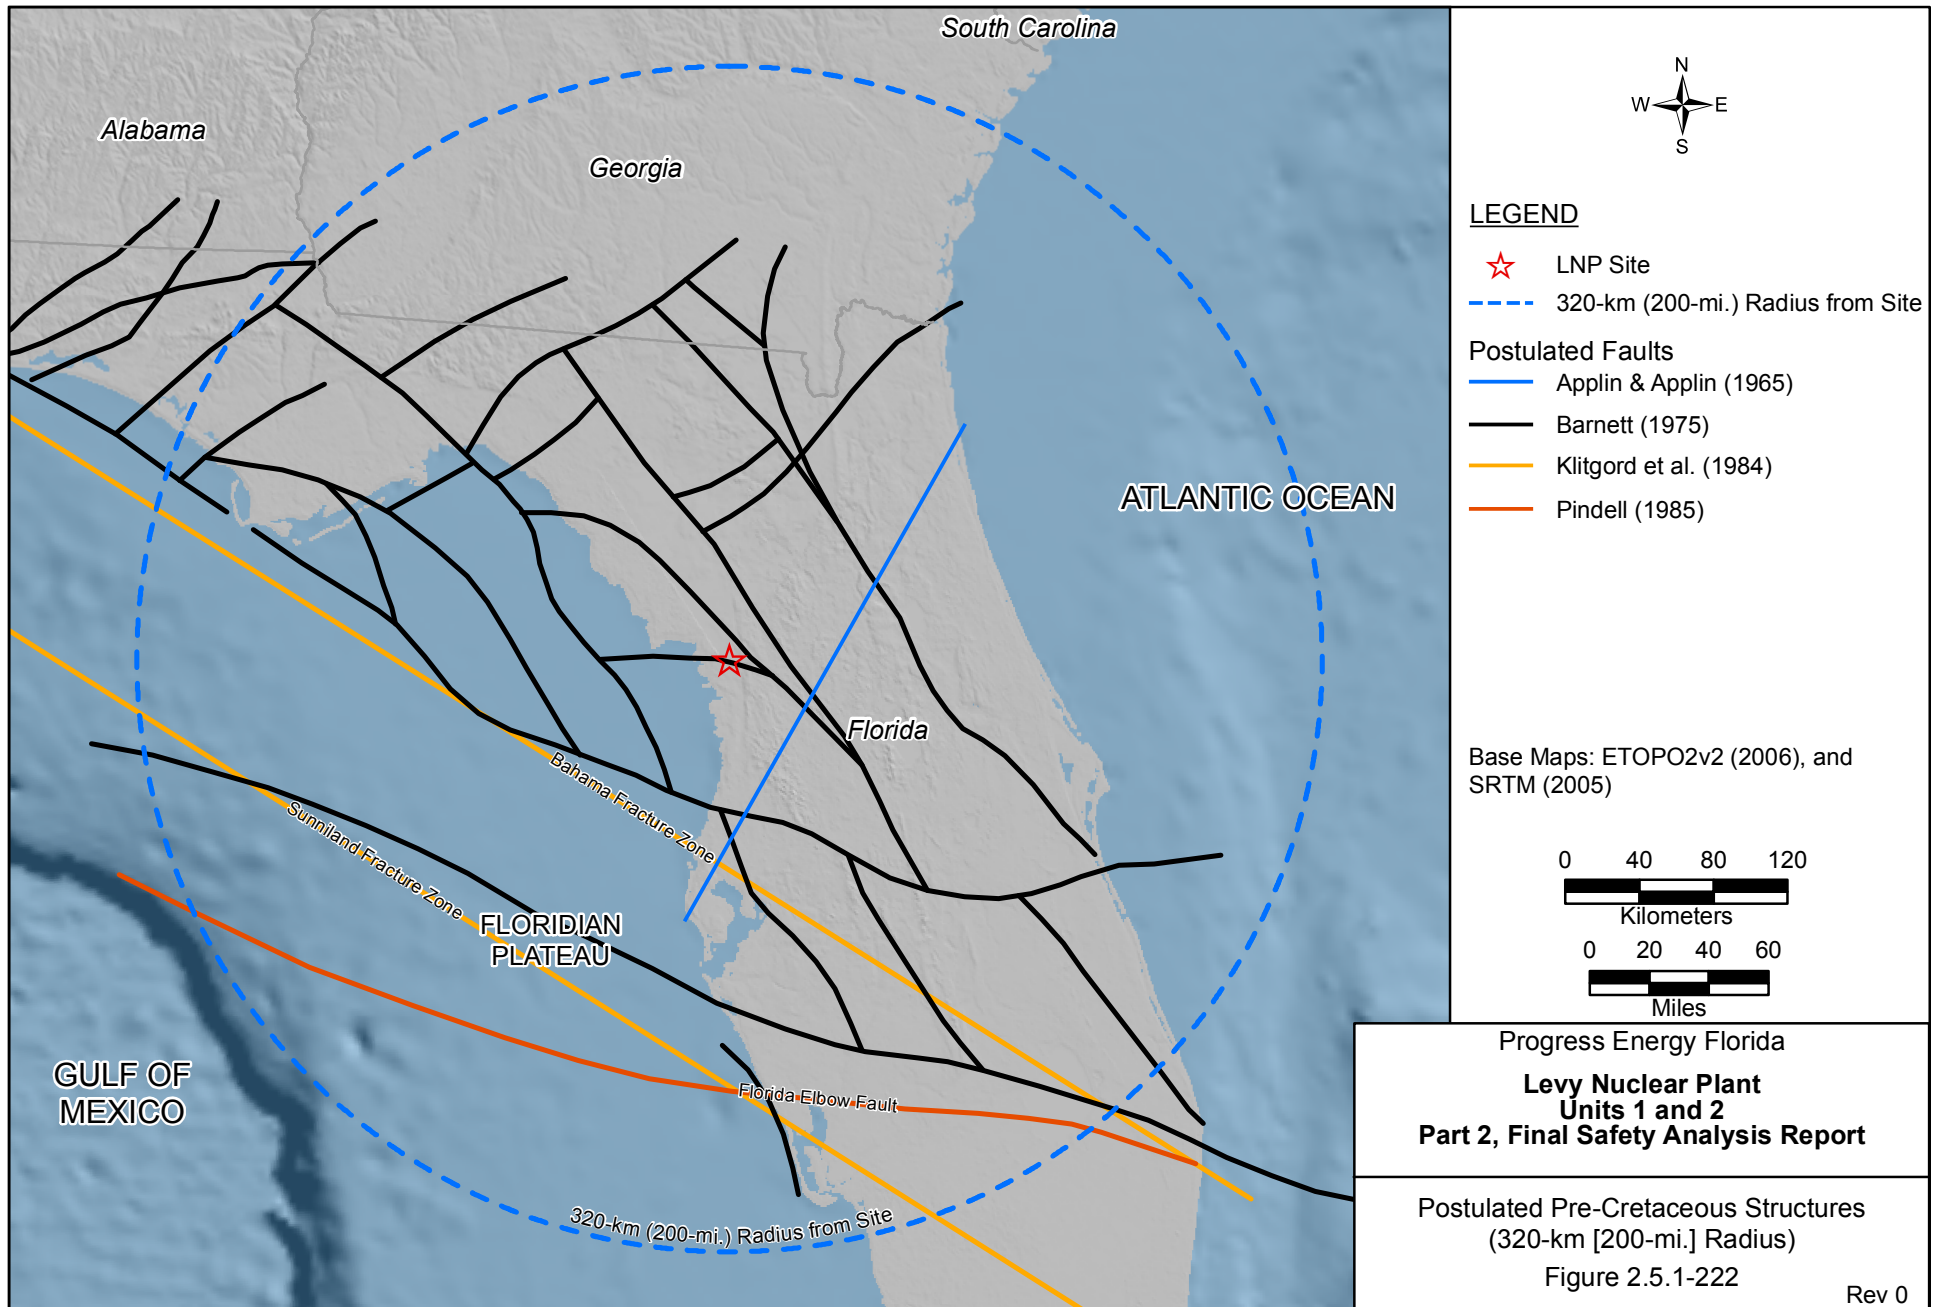 South Carolina
Alabama
Georgia
ATLANTIC OCEAN
Florida
Bahama Fracture Zone
Sunniland Fracture Zone
FLORIDIAN
PLATEAU
GULF OF
MEXICO
Florida Elbow Fault
320-km (200-mi.) Radius from Site
N
W
E
S
LEGEND
LNP Site
320-km (200-mi.) Radius from Site
Postulated Faults
Applin & Applin (1965)
Barnett (1975)
Klitgord et al. (1984)
Pindell (1985)
Base Maps: ETOPO2v2 (2006), and
SRTM (2005)
0 40 80 120
Kilometers
0 20 40 60
Miles
Progress Energy Florida
Levy Nuclear Plant
Units 1 and 2
Part 2, Final Safety Analysis Report
Postulated Pre-Cretaceous Structures
(320-km [200-mi.] Radius)
Figure 2.5.1-222
Rev 0